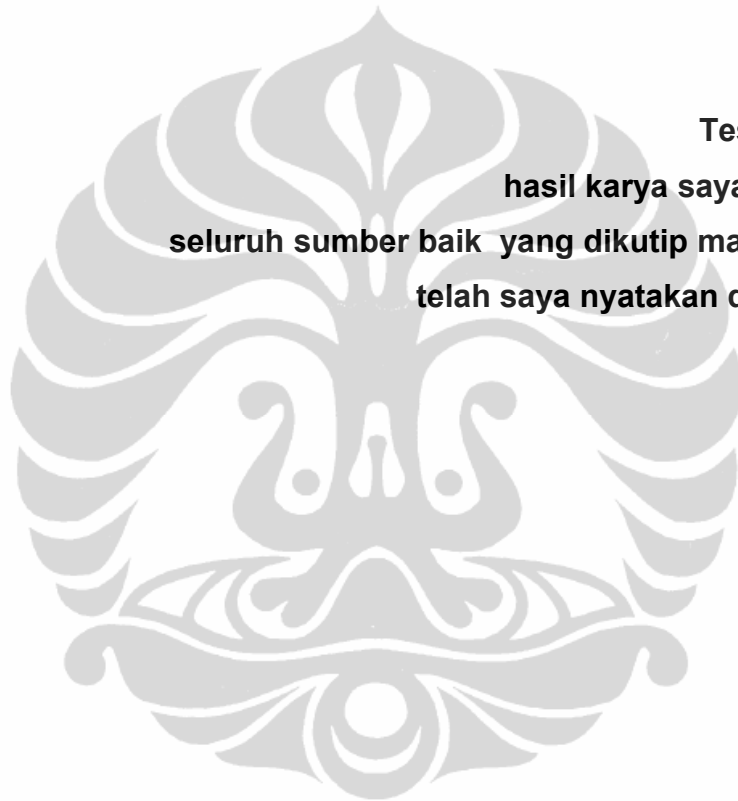 Tes
hasil karya saya
seluruh sumber baik yang dikutip ma
telah saya nyatakan d